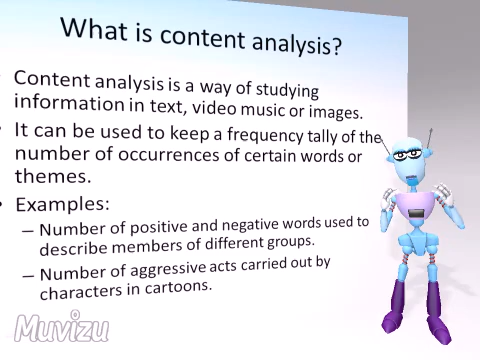 What is content analysis?
• Content analysis is a way of studying
information in text, video music or images.
• It can be used to keep a frequency tally of the
number of occurrences of certain words or
themes.
• Examples:
– Number of positive and negative words used to
describe members of different groups.
– Number of aggressive acts carried out by
characters in cartoons.
Muvizu